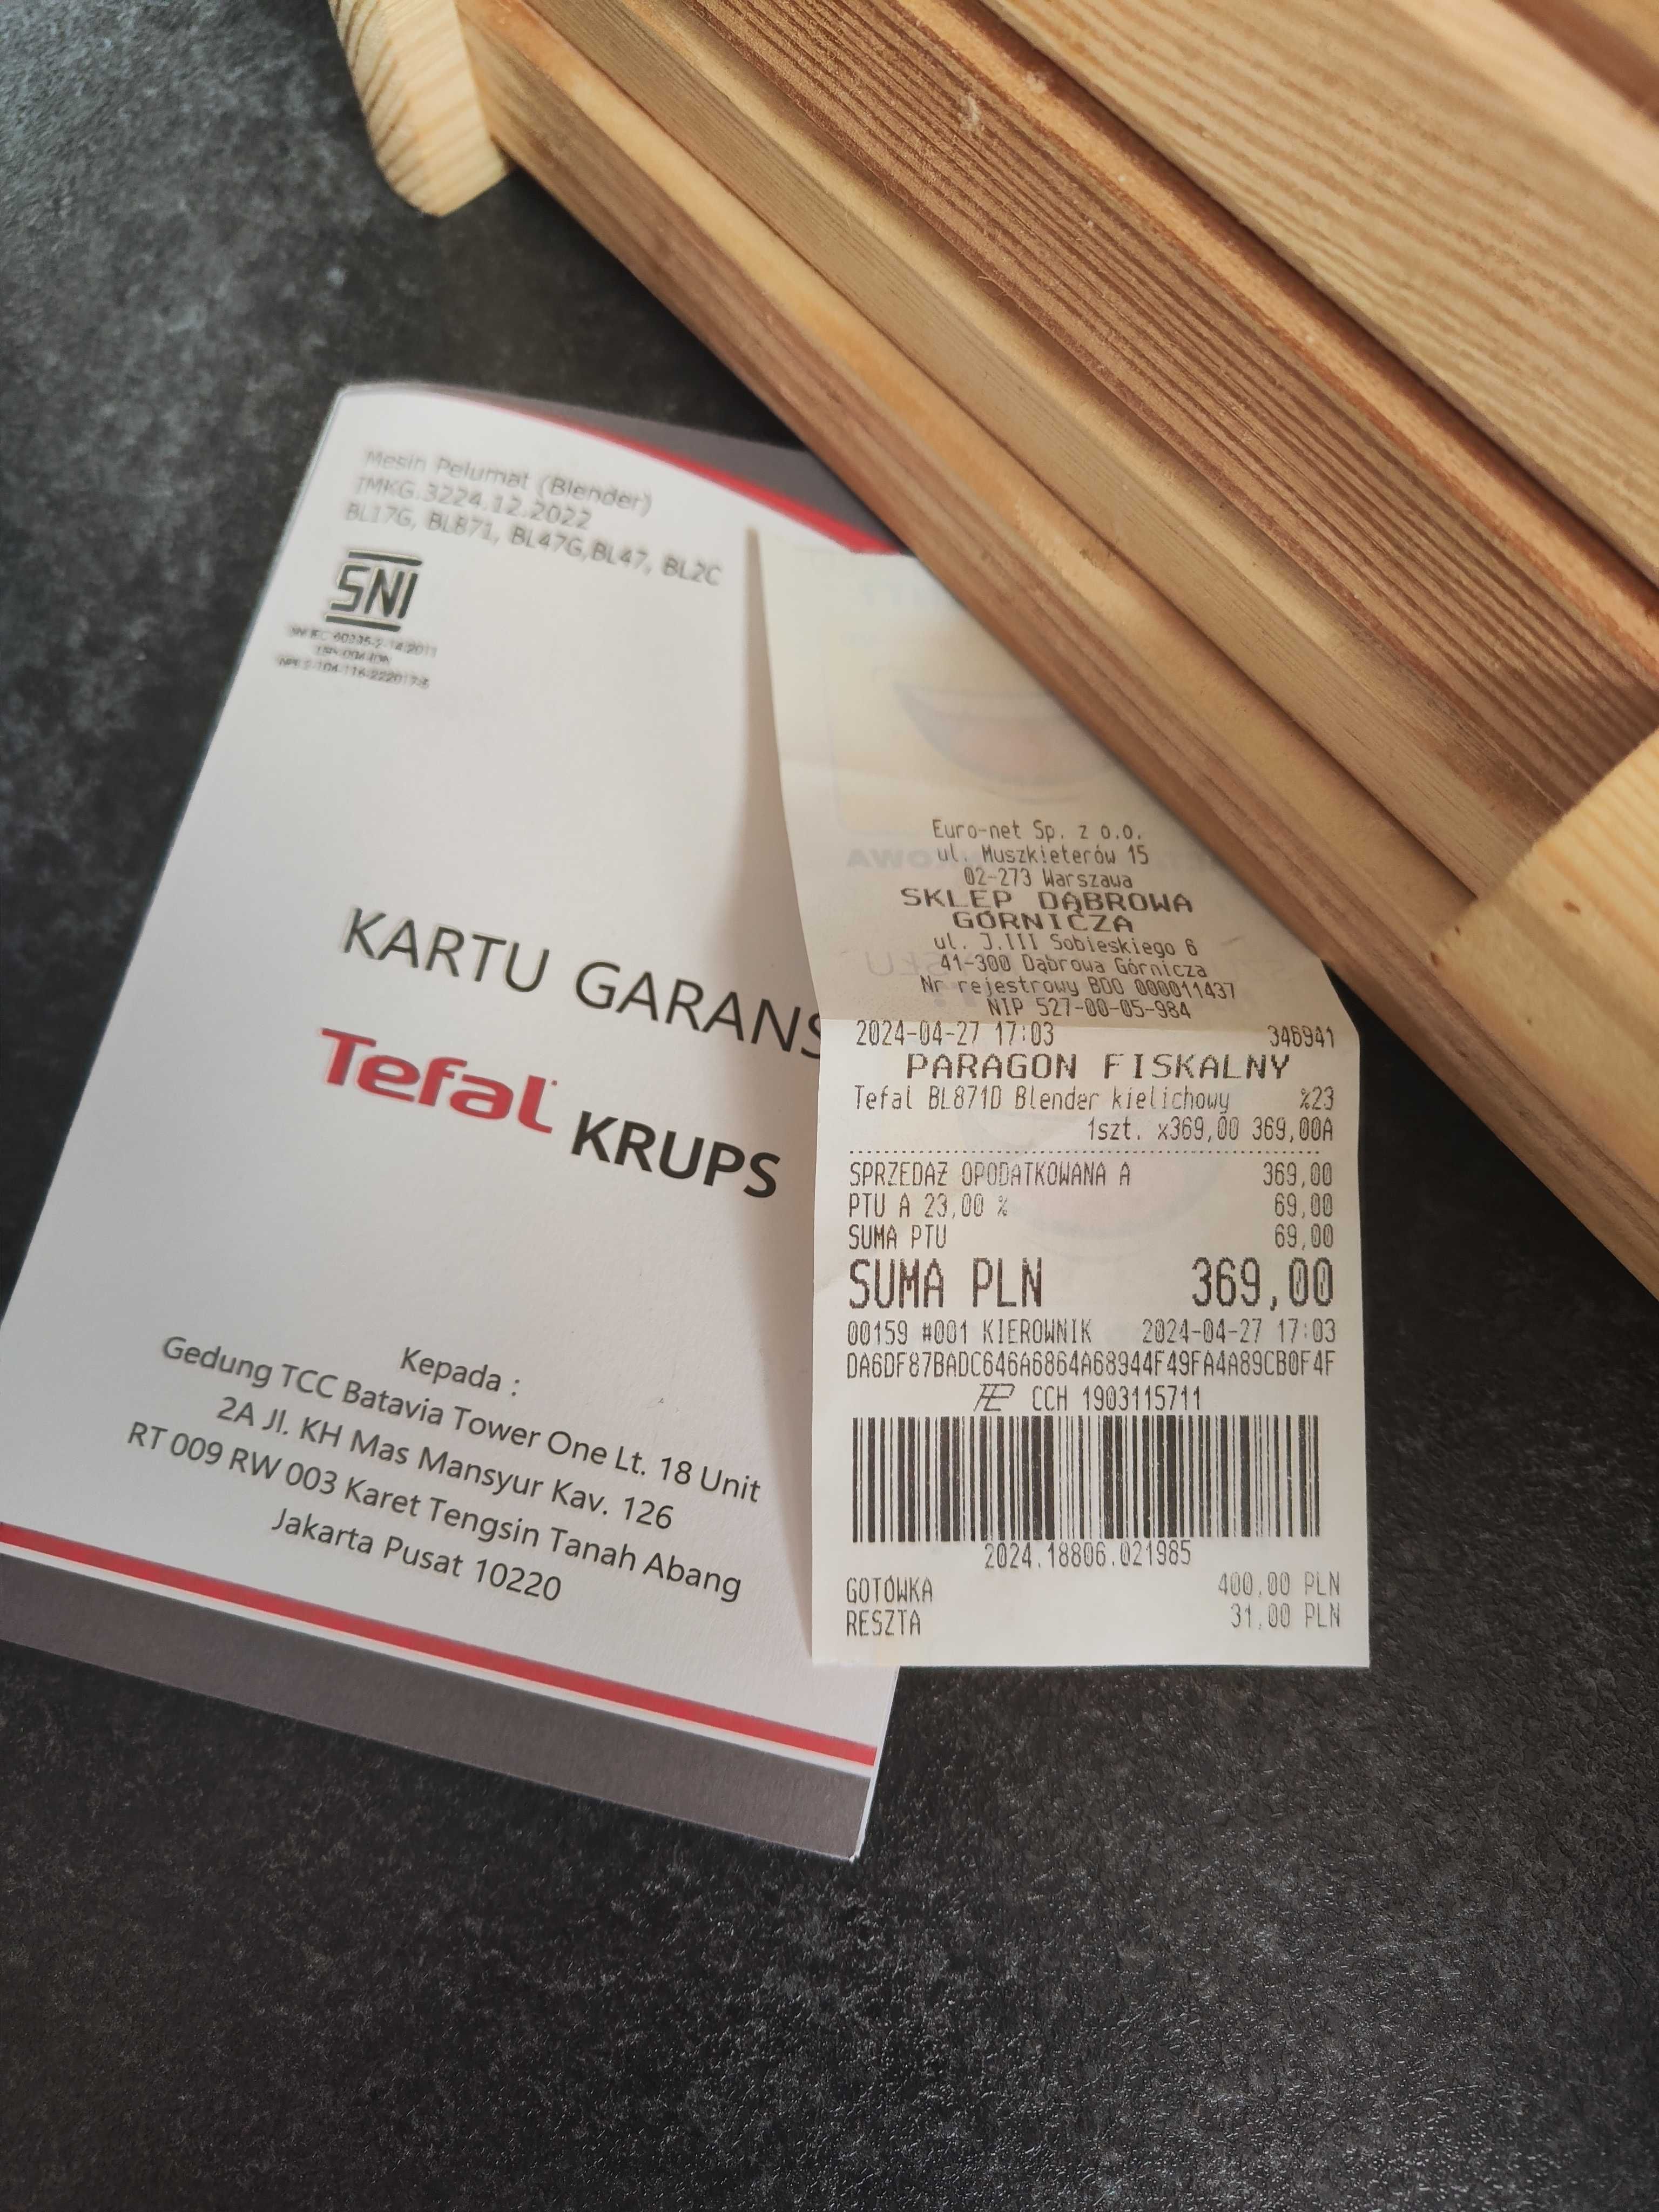 Mesin Pelumat (Blender)
IMKG.3224.12.2022
BL17G, BL871, BL47G,BL47, BL2C
SNI
KARTU GARANS
Tefal KRUPS
Kepada :
Gedung TCC Batavia Tower One Lt. 18 Unit
2A Jl. KH Mas Mansyur Kav. 126
RT 009 RW 003 Karet Tengsin Tanah Abang
Jakarta Pusat 10220
Euro-net Sp. z o.o.
ul. Muszkieterów 15
02-273 Warszawa
SKLEP DĄBROWA
GÓRNICZA
ul. J.III Sobieskiego 6
41-300 Dąbrowa Górnicza
Nr rejestrowy BDO 000011437
NIP 527-00-05-984
2024-04-27 17:03 346941
PARAGON FISKALNY
Tefal BL871D Blender kielichowy %23
1szt. x369,00 369,00A
SPRZEDAŻ OPODATKOWANA A 369,00
PTU A 23,00 % 69,00
SUMA PTU 69,00
SUMA PLN 369,00
00159 #001 KIEROWNIK 2024-04-27 17:03
DA6DF87BADC646A6864A68944F49FA4A89CB0F4F
CCH 1903115711
2024.18806.021985
GOTÓWKA 400,00 PLN
RESZTA 31,00 PLN